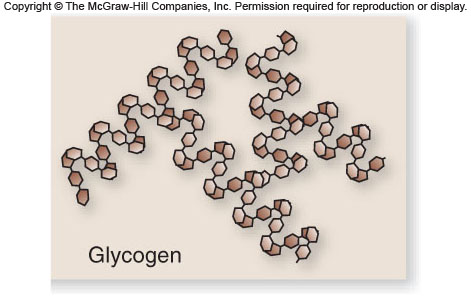 Copyright © The McGraw-Hill Companies, Inc. Permission required for reproduction or display.
Glycogen